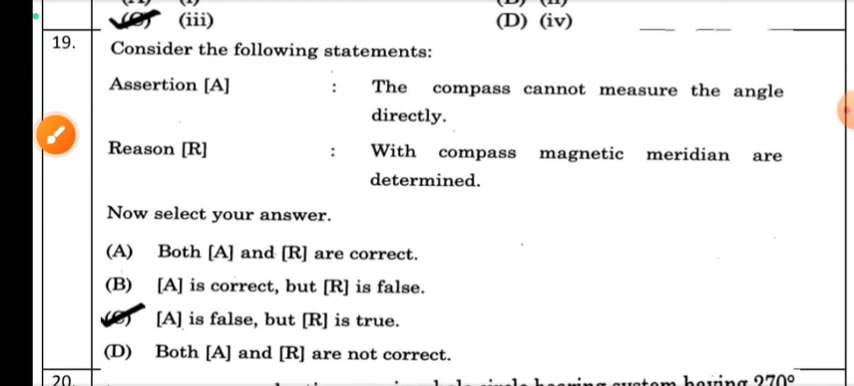 (iii) (D) (iv)
19. Consider the following statements:
Assertion [A] : The compass cannot measure the angle
directly.
Reason [R] : With compass magnetic meridian are
determined.
Now select your answer.
(A) Both [A] and [R] are correct.
(B) [A] is correct, but [R] is false.
(C) [A] is false, but [R] is true.
(D) Both [A] and [R] are not correct.
20. having 270°